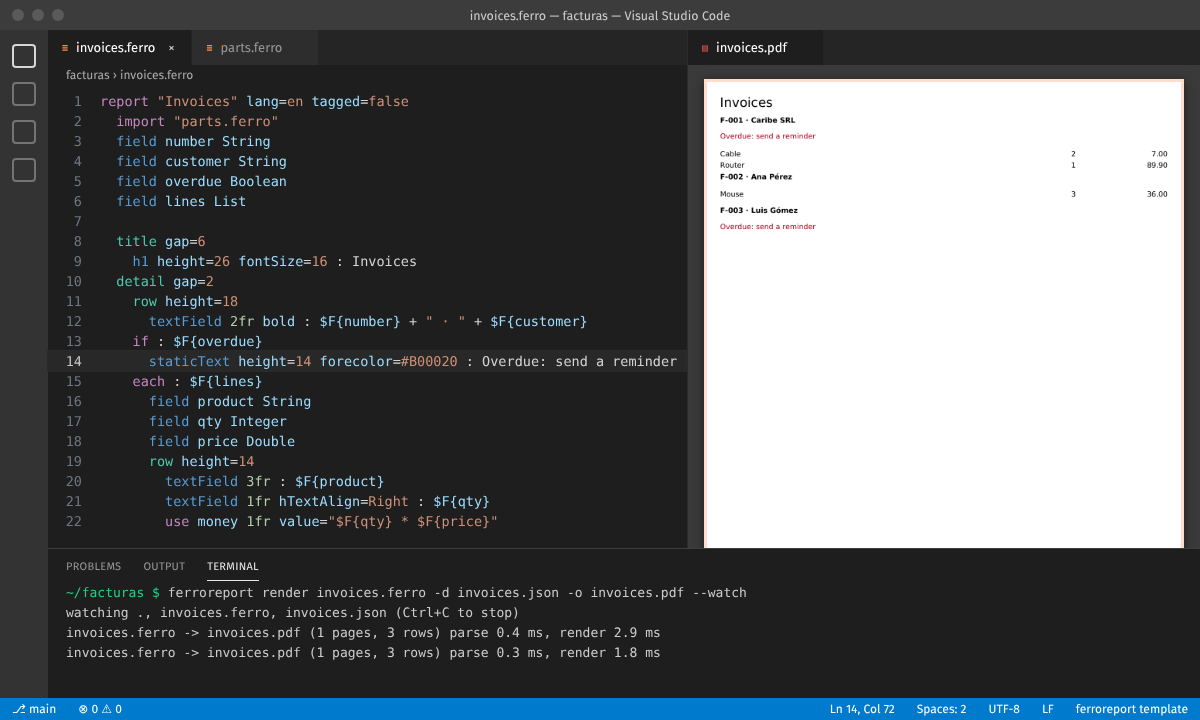 invoices.ferro — facturas — Visual Studio Code
invoices.ferro ×
parts.ferro
invoices.pdf
facturas › invoices.ferro
1 report "Invoices" lang=en tagged=false
2 import "parts.ferro"
3 field number String
4 field customer String
5 field overdue Boolean
6 field lines List
7
8 title gap=6
9 h1 height=26 fontSize=16 : Invoices
10 detail gap=2
11 row height=18
12 textField 2fr bold : $F{number} + " · " + $F{customer}
13 if : $F{overdue}
14 staticText height=14 forecolor=#B00020 : Overdue: send a reminder
15 each : $F{lines}
16 field product String
17 field qty Integer
18 field price Double
19 row height=14
20 textField 3fr : $F{product}
21 textField 1fr hTextAlign=Right : $F{qty}
22 use money 1fr value="$F{qty} * $F{price}"
Invoices
F-001 · Caribe SRL
Overdue: send a reminder
Cable 2 7.00
Router 1 89.90
F-002 · Ana Pérez
Mouse 3 36.00
F-003 · Luis Gómez
Overdue: send a reminder
PROBLEMS OUTPUT TERMINAL
~/facturas $ ferroreport render invoices.ferro -d invoices.json -o invoices.pdf --watch
watching ., invoices.ferro, invoices.json (Ctrl+C to stop)
invoices.ferro -> invoices.pdf (1 pages, 3 rows) parse 0.4 ms, render 2.9 ms
invoices.ferro -> invoices.pdf (1 pages, 3 rows) parse 0.3 ms, render 1.8 ms
⎇ main ⊗ 0 ⚠ 0 Ln 14, Col 72 Spaces: 2 UTF-8 LF ferroreport template